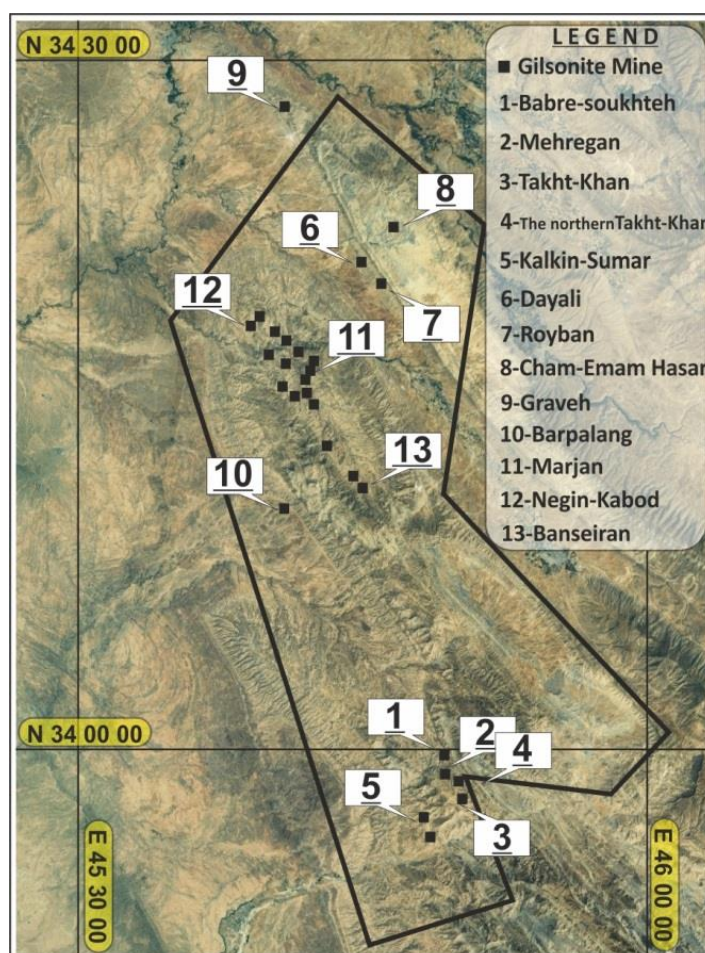 N 34 30 00
LEGEND
Gilsonite Mine
1-Babre-soukhteh
2-Mehregan
3-Takht-Khan
4-The northernTakht-Khan
5-Kalkin-Sumar
6-Dayali
7-Royban
8-Cham-Emam Hasan
9-Graveh
10-Barpalang
11-Marjan
12-Negin-Kabod
13-Banseiran
9
8
6
7
12
11
13
10
N 34 00 00
1
2
4
5
3
E 45 30 00
E 46 00 00